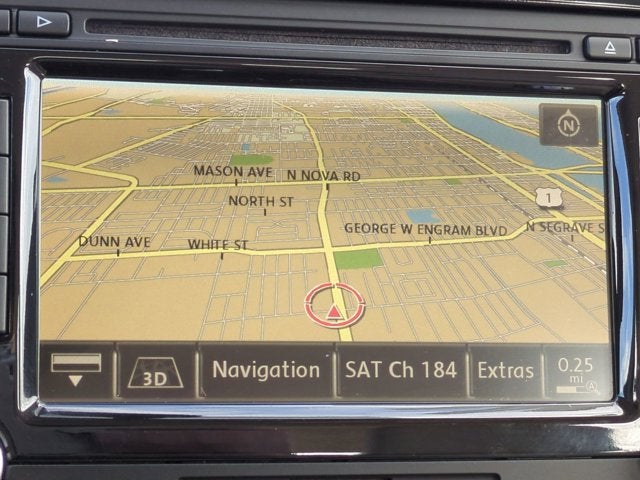 N
MASON AVE N NOVA RD
1
NORTH ST
DUNN AVE WHITE ST GEORGE W ENGRAM BLVD N SEGRAVE S
3D Navigation SAT Ch 184 Extras 0.25
mi A